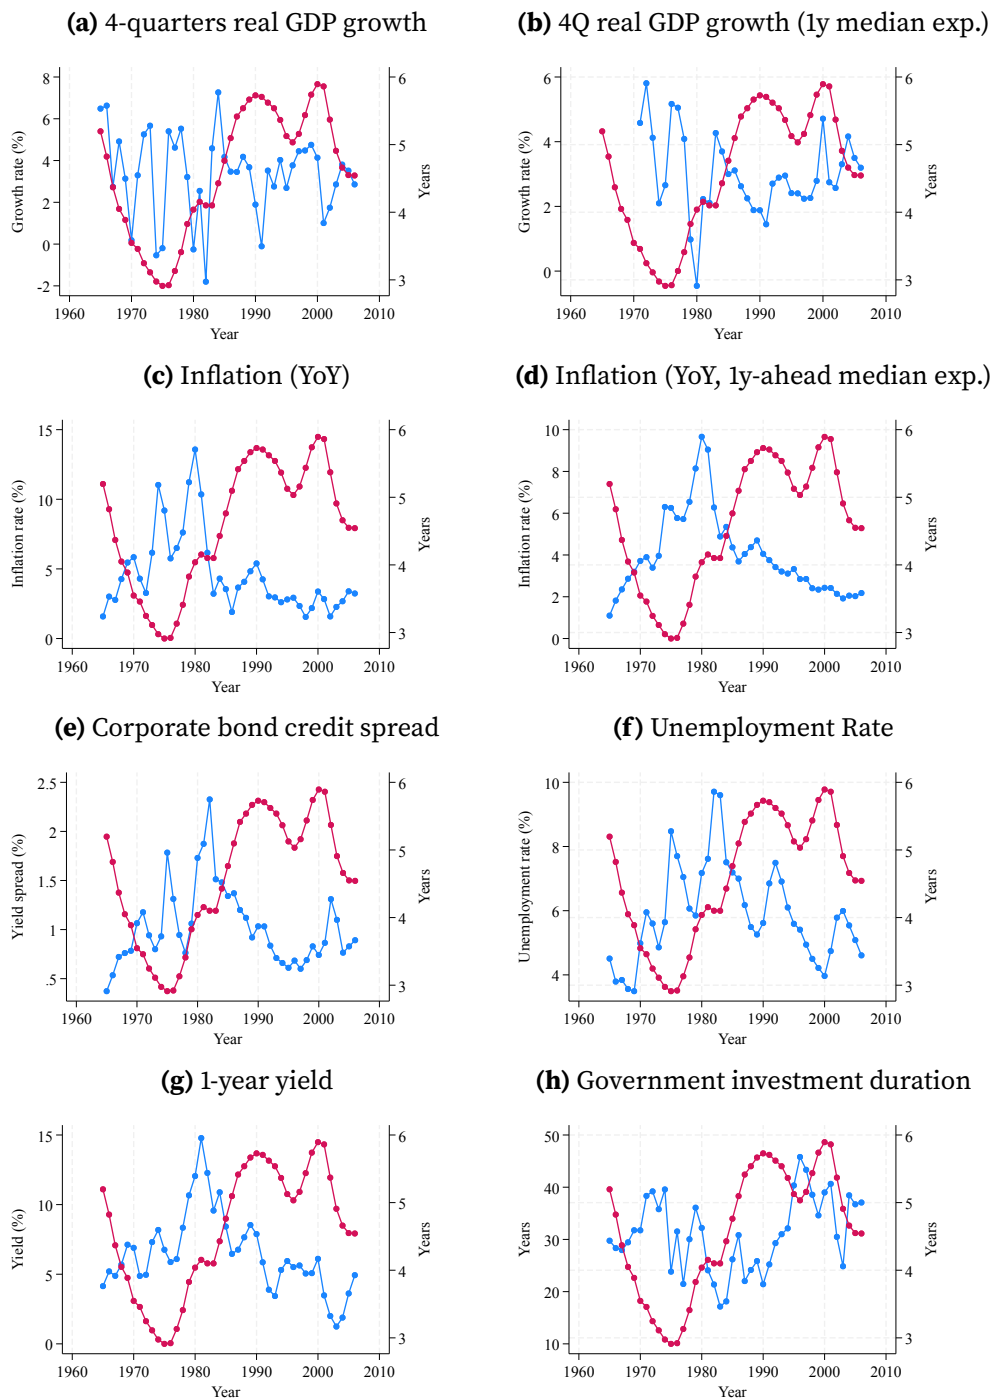 (a) 4-quarters real GDP growth
8
6
4
2
0
-2
Growth rate (%)
6
5
4
3
Years
1960 1970 1980 1990 2000 2010
Year
(b) 4Q real GDP growth (1y median exp.)
6
4
2
0
Growth rate (%)
6
5
4
3
Years
1960 1970 1980 1990 2000 2010
Year
(c) Inflation (YoY)
15
10
5
0
Inflation rate (%)
6
5
4
3
Years
1960 1970 1980 1990 2000 2010
Year
(d) Inflation (YoY, 1y-ahead median exp.)
10
8
6
4
2
0
Inflation rate (%)
6
5
4
3
Years
1960 1970 1980 1990 2000 2010
Year
(e) Corporate bond credit spread
2.5
2
1.5
1
.5
Yield spread (%)
6
5
4
3
Years
1960 1970 1980 1990 2000 2010
Year
(f) Unemployment Rate
10
8
6
4
Unemployment rate (%)
6
5
4
3
Years
1960 1970 1980 1990 2000 2010
Year
(g) 1-year yield
15
10
5
0
Yield (%)
6
5
4
3
Years
1960 1970 1980 1990 2000 2010
Year
(h) Government investment duration
50
40
30
20
10
6
5
4
3
Years
1960 1970 1980 1990 2000 2010
Year